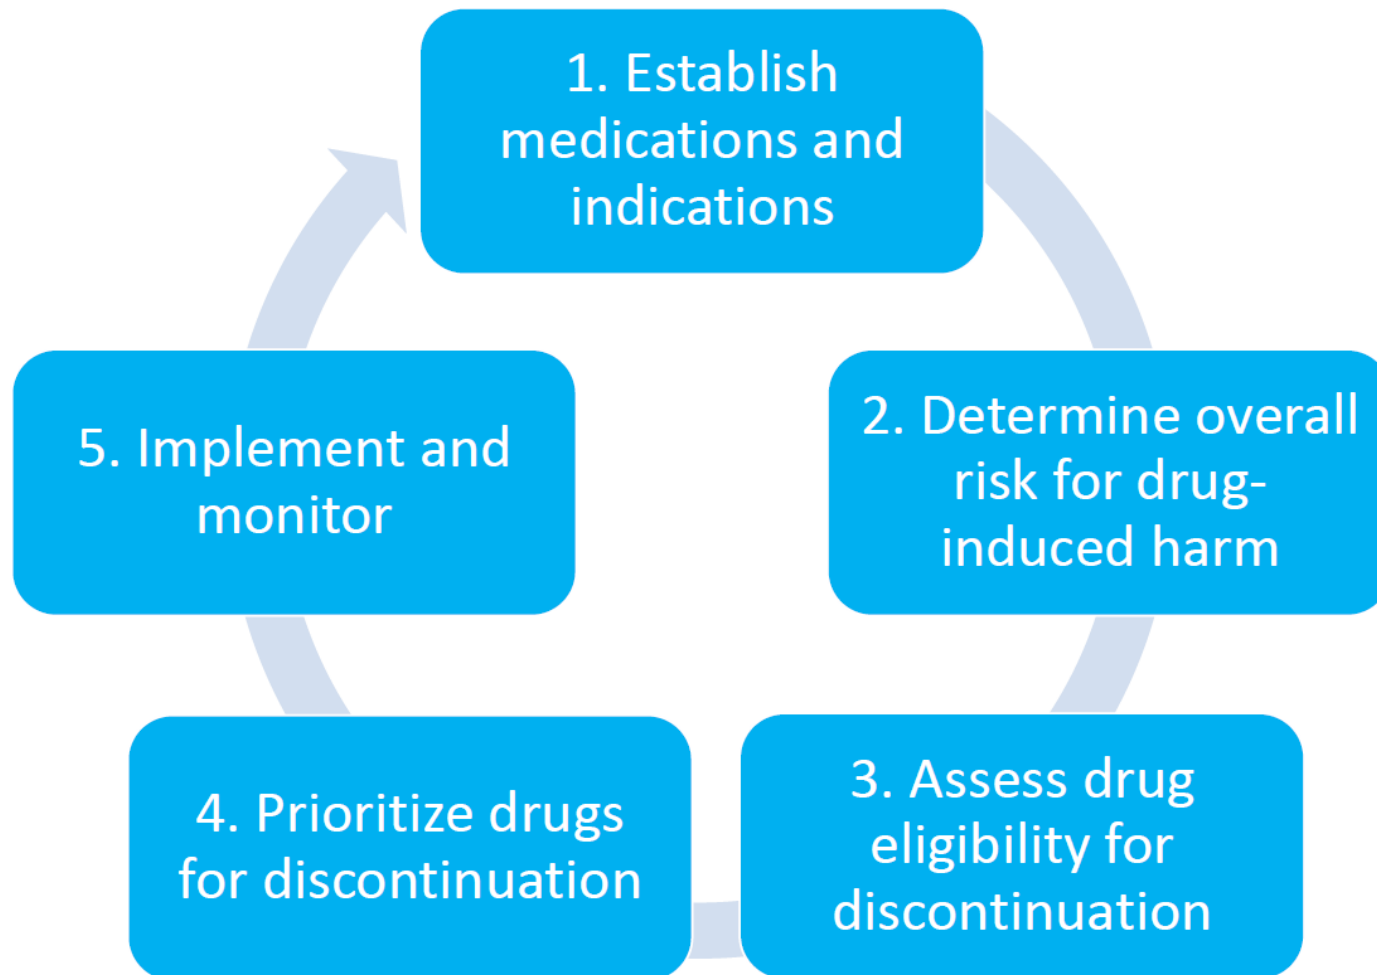 1. Establish
medications and
indications
2. Determine overall
risk for drug-
induced harm
3. Assess drug
eligibility for
discontinuation
4. Prioritize drugs
for discontinuation
5. Implement and
monitor